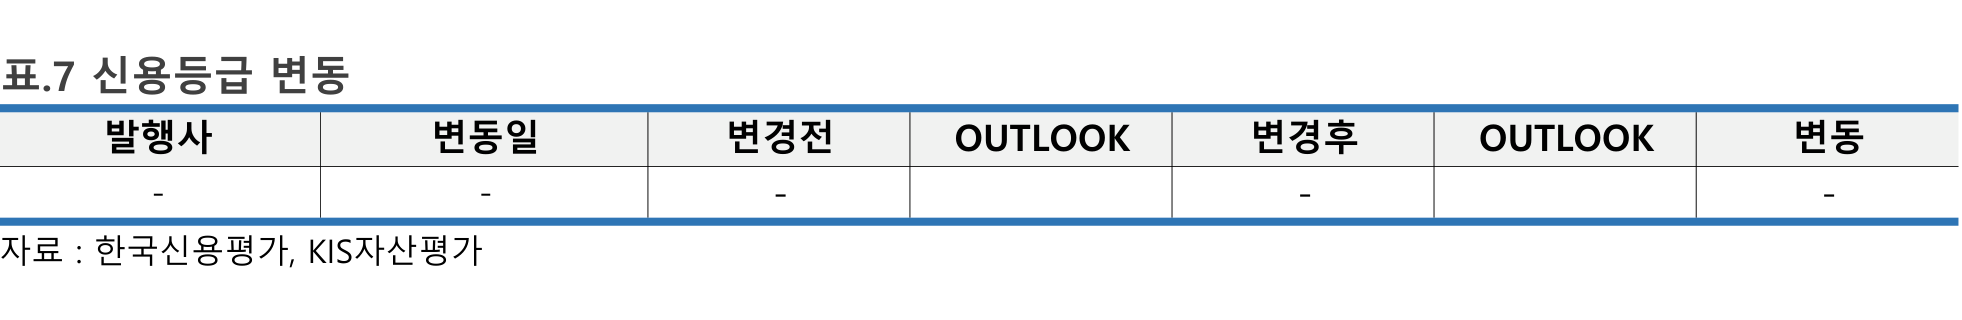 표.7 신용등급 변동
발행사 변동일 변경전 OUTLOOK 변경후 OUTLOOK 변동
- - - - -
자료 : 한국신용평가, KIS자산평가